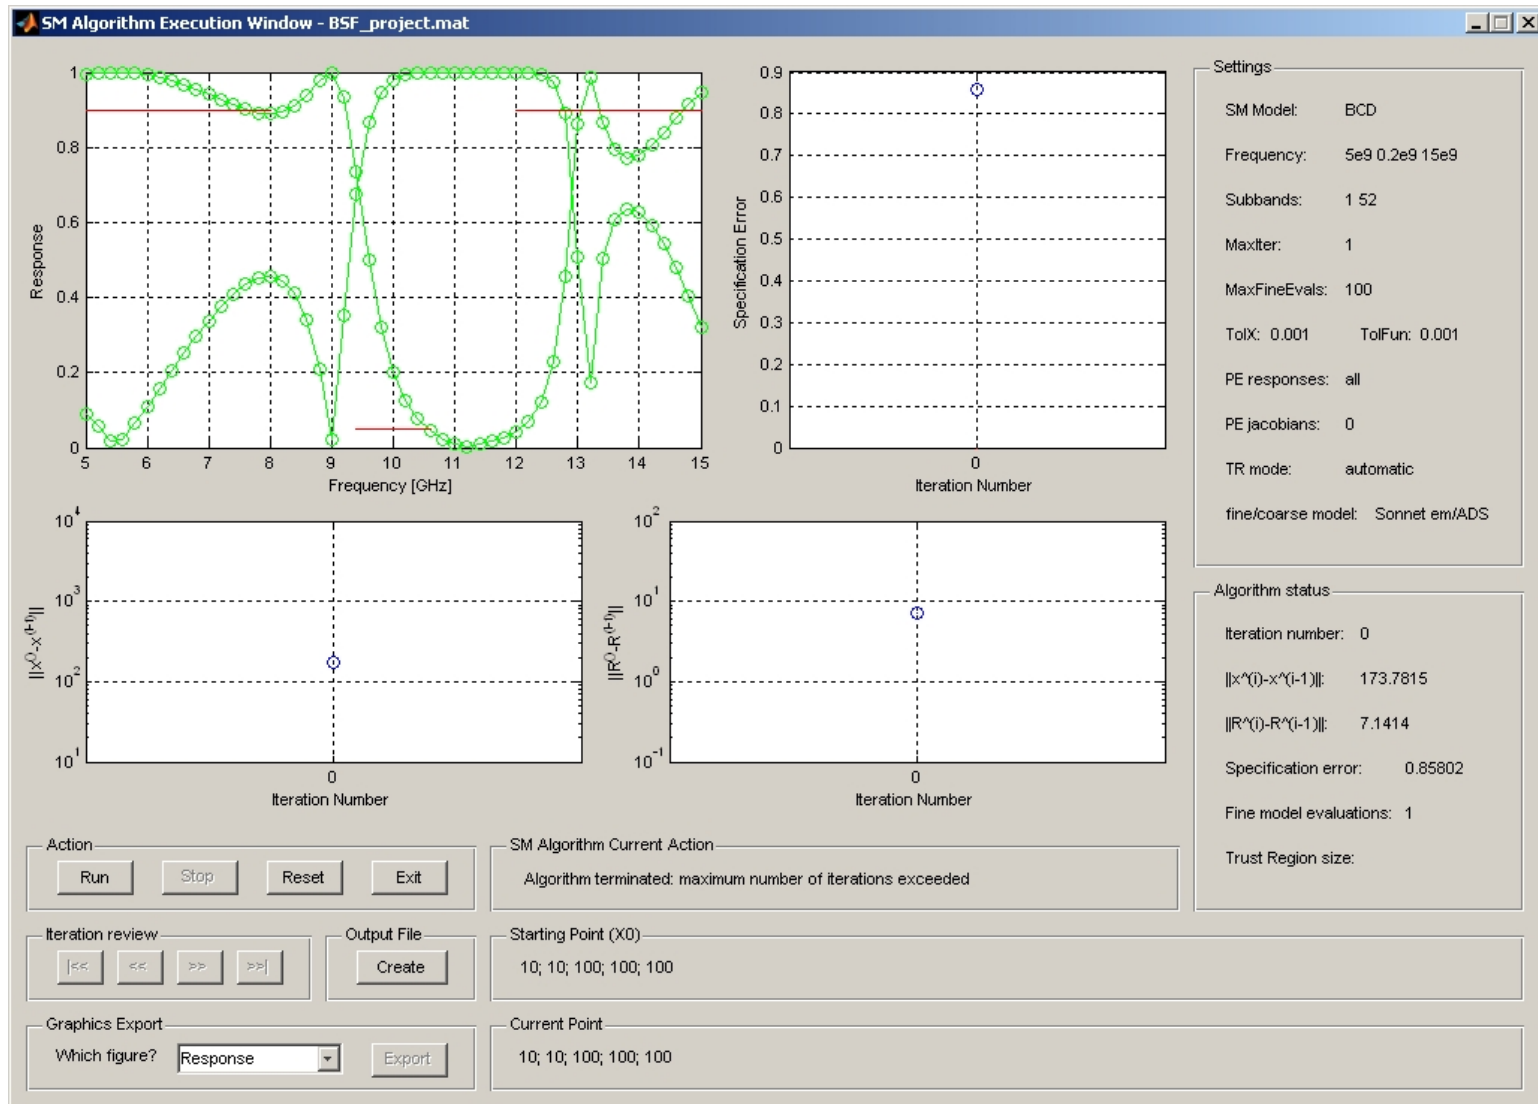 SM Algorithm Execution Window - BSF_project.mat
1
0.8
0.6
0.4
0.2
0
Response
5 6 7 8 9 10 11 12 13 14 15
Frequency [GHz]
0.9
0.8
0.7
0.6
0.5
0.4
0.3
0.2
0.1
0
Specification Error
0
Iteration Number
Settings
SM Model: BCD
Frequency: 5e9 0.2e9 15e9
Subbands: 1 52
MaxIter: 1
MaxFineEvals: 100
TolX: 0.001 TolFun: 0.001
PE responses: all
PE jacobians: 0
TR mode: automatic
fine/coarse model: Sonnet em/ADS
10^4
10^3
10^2
10^1
0
Iteration Number
10^2
10^1
10^0
10^-1
0
Iteration Number
Algorithm status
Iteration number: 0
||x^(i)-x^(i-1)||: 173.7815
||R^(i)-R^(i-1)||: 7.1414
Specification error: 0.85802
Fine model evaluations: 1
Trust Region size:
Action
Run Stop Reset Exit
SM Algorithm Current Action
Algorithm terminated: maximum number of iterations exceeded
Iteration review
|<< << >> >>|
Output File
Create
Starting Point (X0)
10; 10; 100; 100; 100
Graphics Export
Which figure? Response Export
Current Point
10; 10; 100; 100; 100